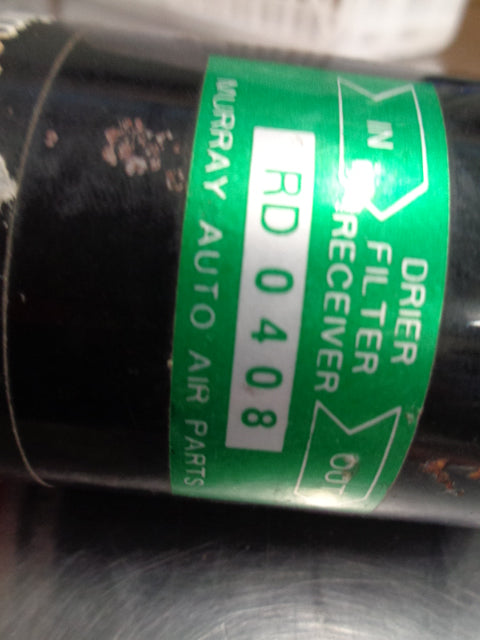 DRIER
FILTER
RECEIVER
IN
OUT
RD 0408
MURRAY AUTO AIR PARTS